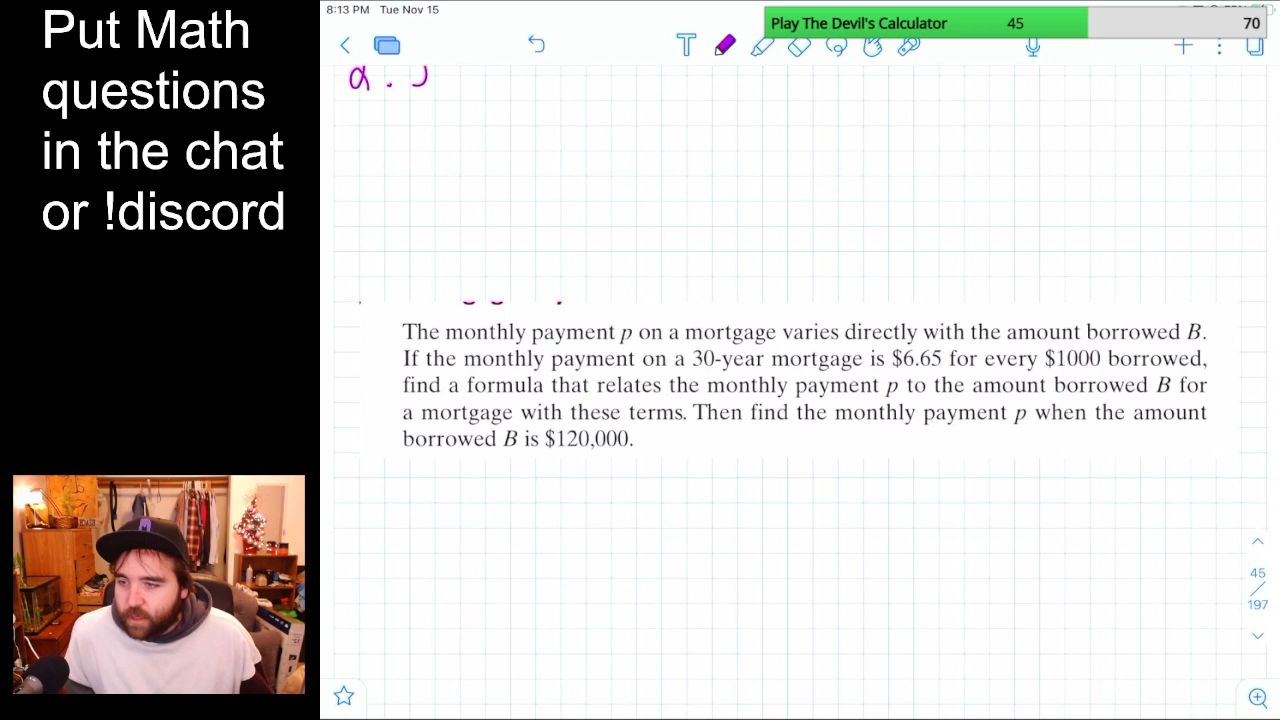 Put Math
questions
in the chat
or !discord
8:13 PM Tue Nov 15
Play The Devil's Calculator 45 70
The monthly payment p on a mortgage varies directly with the amount borrowed B.
If the monthly payment on a 30-year mortgage is $6.65 for every $1000 borrowed,
find a formula that relates the monthly payment p to the amount borrowed B for
a mortgage with these terms. Then find the monthly payment p when the amount
borrowed B is $120,000.
45
197